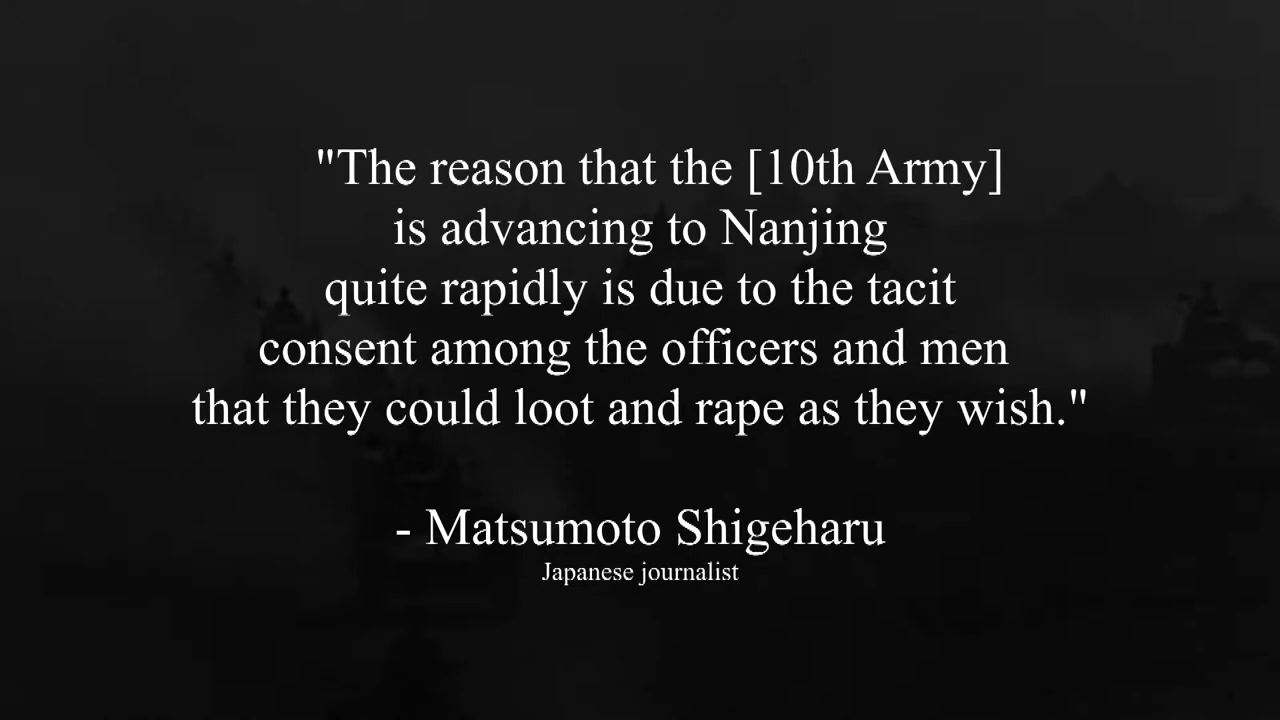 "The reason that the [10th Army]
is advancing to Nanjing
quite rapidly is due to the tacit
consent among the officers and men
that they could loot and rape as they wish."
- Matsumoto Shigeharu
Japanese journalist